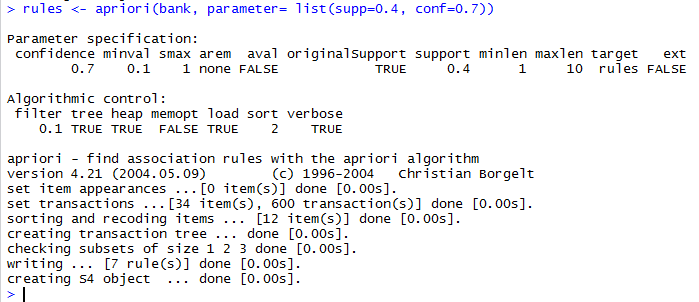 > rules <- apriori(bank, parameter= list(supp=0.4, conf=0.7))
Parameter specification:
confidence minval smax arem aval originalSupport support minlen maxlen target ext
0.7 0.1 1 none FALSE TRUE 0.4 1 10 rules FALSE
Algorithmic control:
filter tree heap memopt load sort verbose
0.1 TRUE TRUE FALSE TRUE 2 TRUE
apriori - find association rules with the apriori algorithm
version 4.21 (2004.05.09) (c) 1996-2004 Christian Borgelt
set item appearances ...[0 item(s)] done [0.00s].
set transactions ...[34 item(s), 600 transaction(s)] done [0.00s].
sorting and recoding items ... [12 item(s)] done [0.00s].
creating transaction tree ... done [0.00s].
checking subsets of size 1 2 3 done [0.00s].
writing ... [7 rule(s)] done [0.00s].
creating S4 object ... done [0.00s].
>